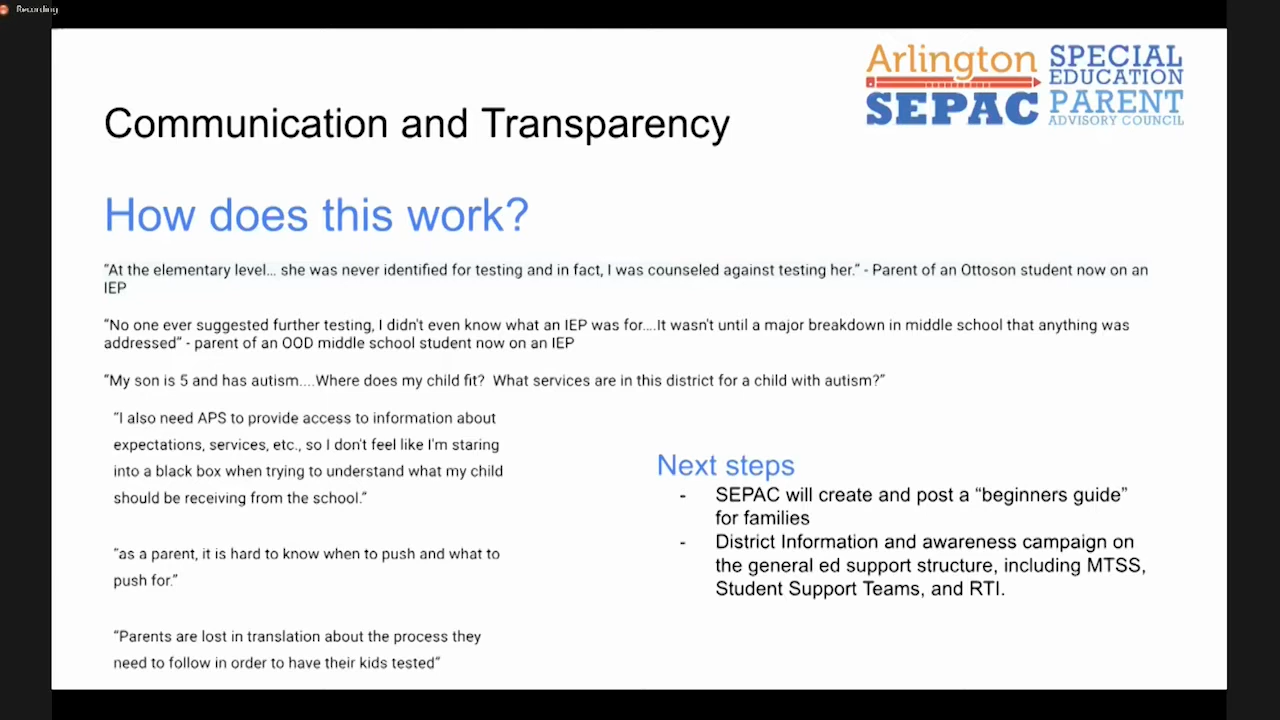 Recording
Arlington
SEPAC
SPECIAL
EDUCATION
PARENT
ADVISORY COUNCIL
Communication and Transparency
How does this work?
“At the elementary level... she was never identified for testing and in fact, I was counseled against testing her.” - Parent of an Ottoson student now on an
IEP
“No one ever suggested further testing, I didn't even know what an IEP was for....It wasn't until a major breakdown in middle school that anything was
addressed” - parent of an OOD middle school student now on an IEP
“My son is 5 and has autism....Where does my child fit?  What services are in this district for a child with autism?”
“I also need APS to provide access to information about
expectations, services, etc., so I don't feel like I'm staring
into a black box when trying to understand what my child
should be receiving from the school.”
“as a parent, it is hard to know when to push and what to
push for.”
“Parents are lost in translation about the process they
need to follow in order to have their kids tested”
Next steps
- SEPAC will create and post a “beginners guide”
for families
- District Information and awareness campaign on
the general ed support structure, including MTSS,
Student Support Teams, and RTI.